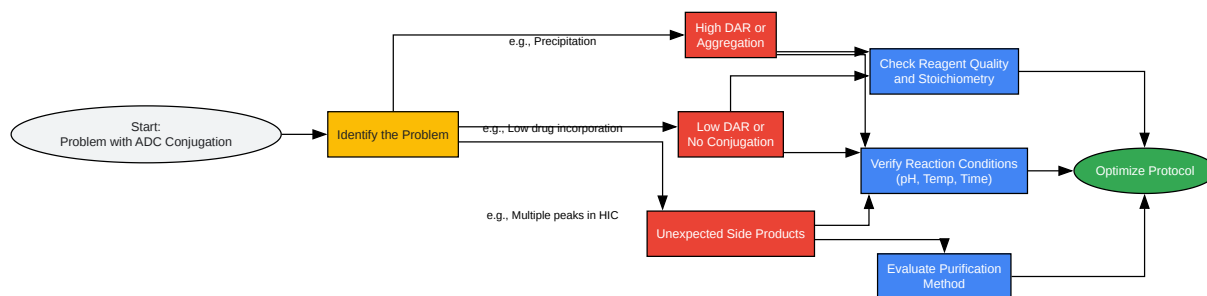 Start:
Problem with ADC Conjugation
Identify the Problem
e.g., Precipitation
e.g., Low drug incorporation
e.g., Multiple peaks in HIC
High DAR or
Aggregation
Low DAR or
No Conjugation
Unexpected Side Products
Check Reagent Quality
and Stoichiometry
Verify Reaction Conditions
(pH, Temp, Time)
Evaluate Purification
Method
Optimize Protocol